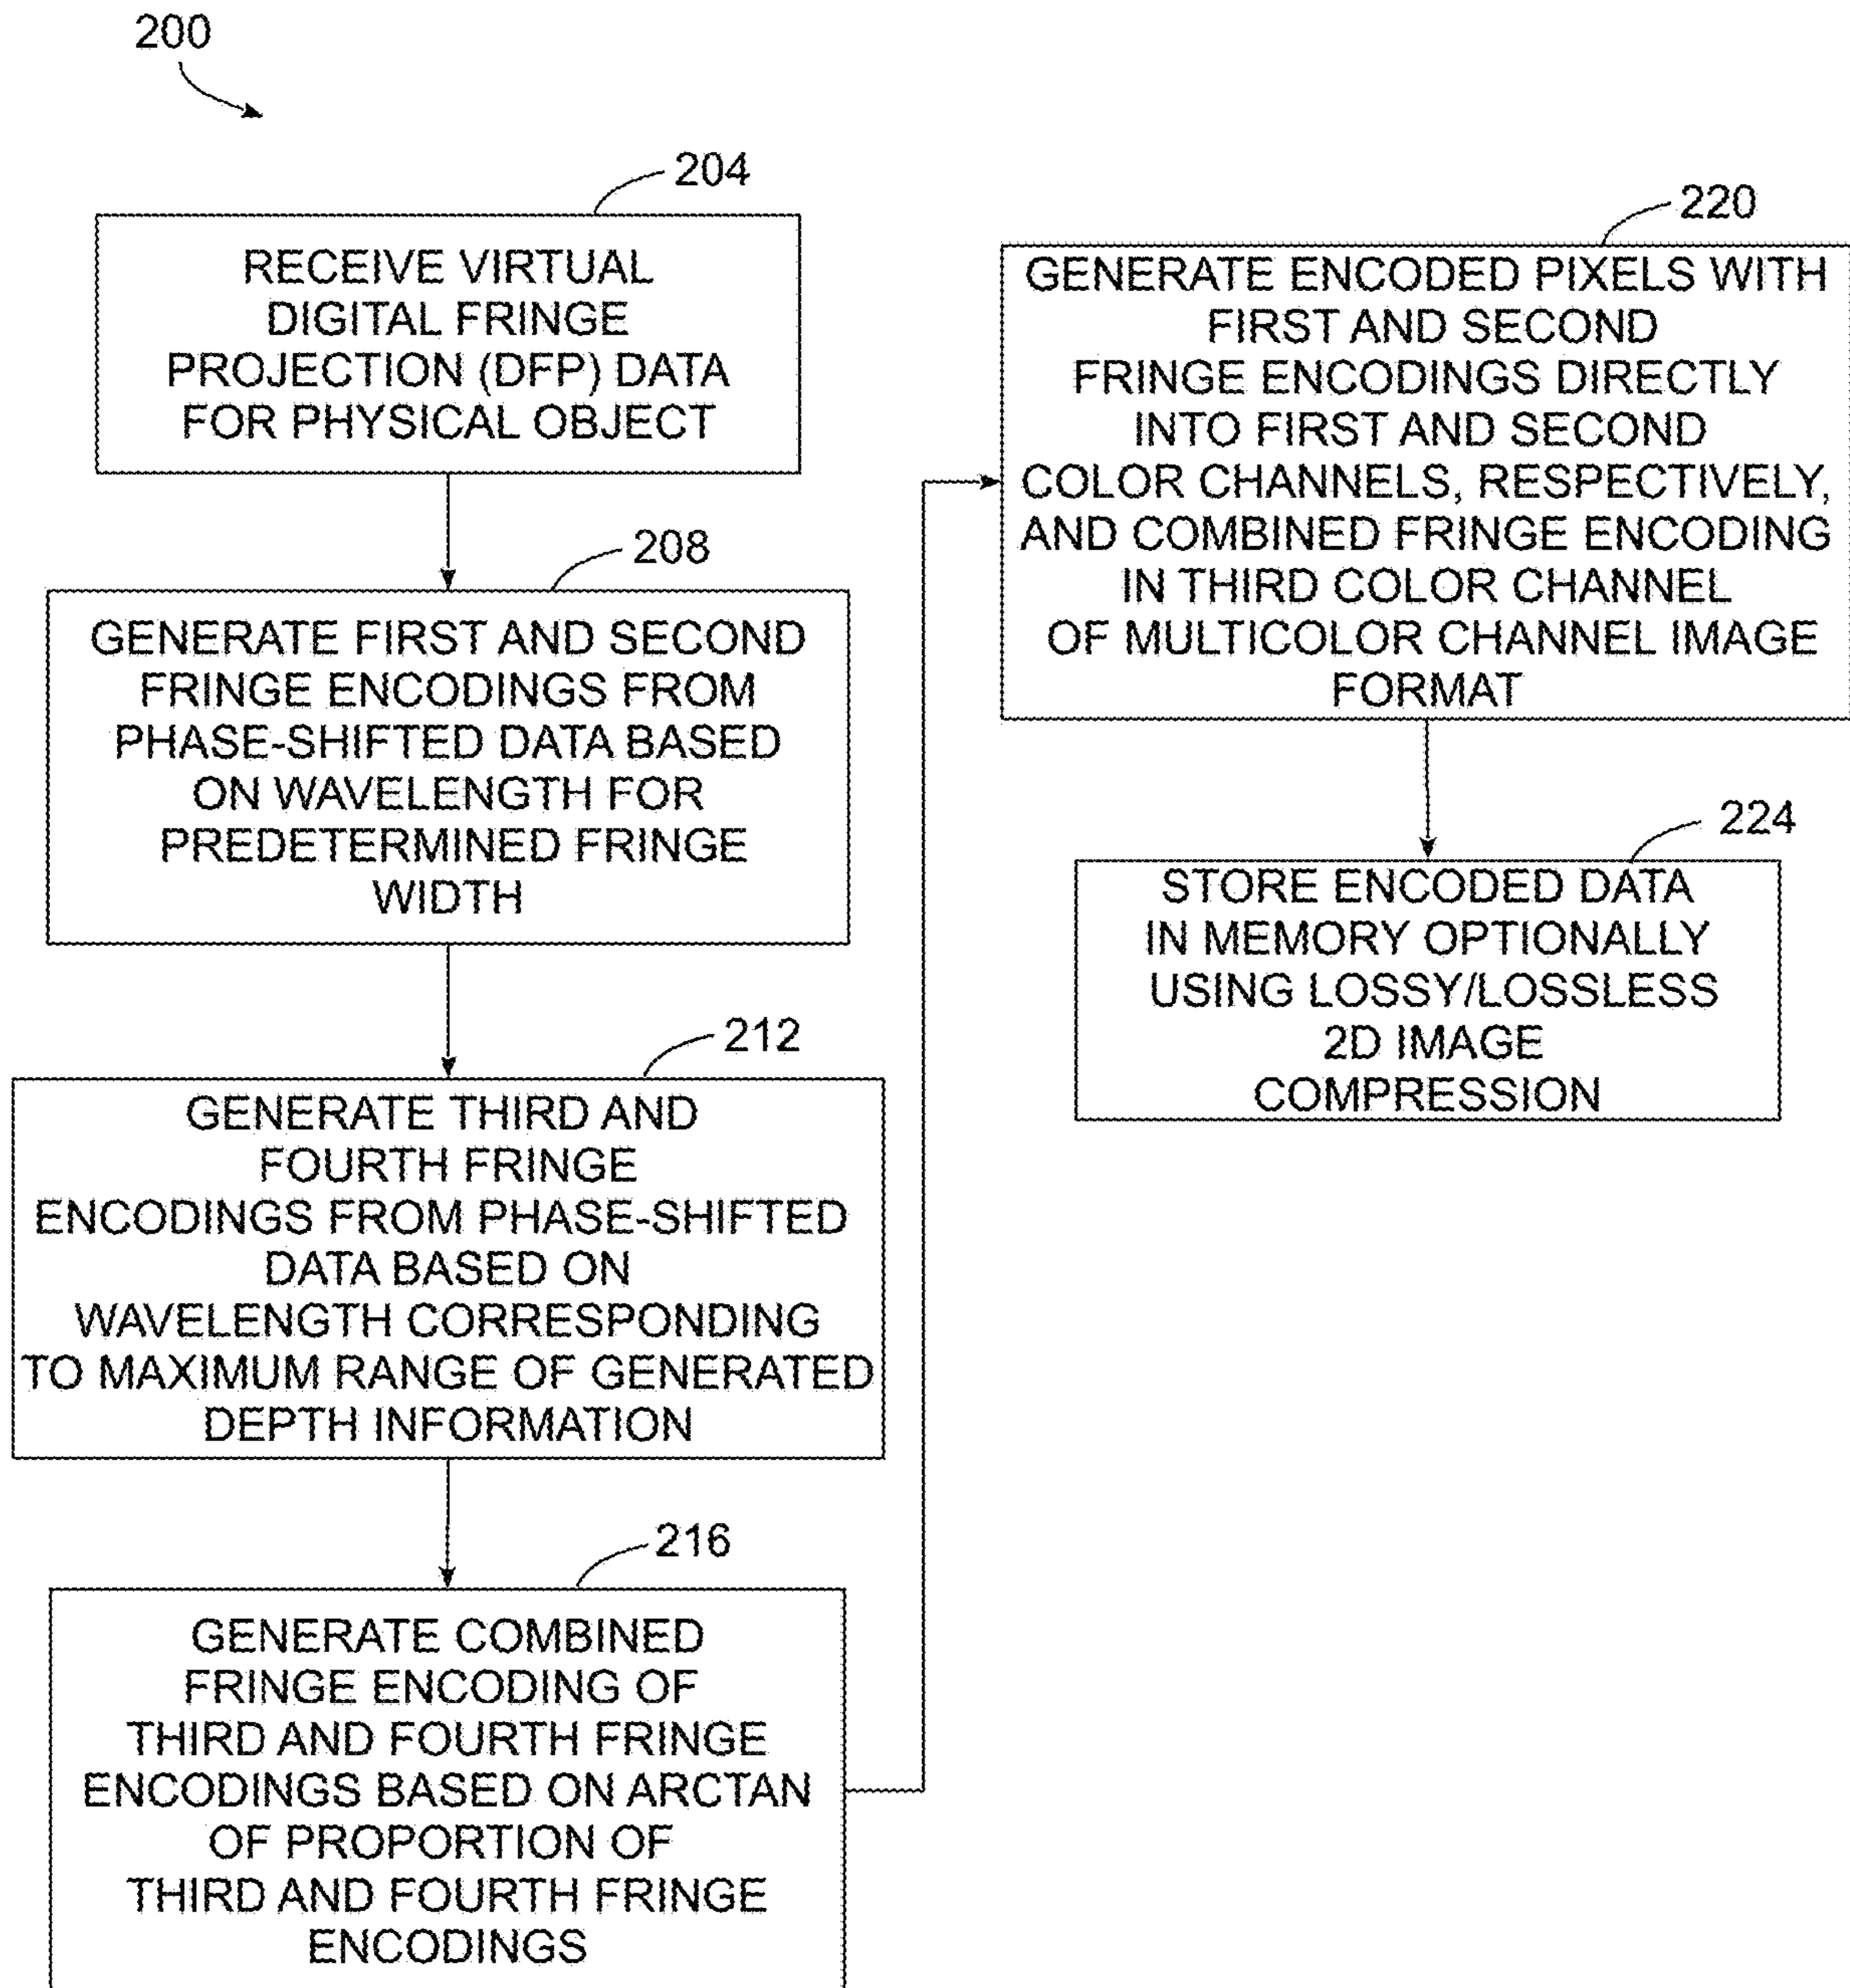 200
204
RECEIVE VIRTUAL
DIGITAL FRINGE
PROJECTION (DFP) DATA
FOR PHYSICAL OBJECT
208
GENERATE FIRST AND SECOND
FRINGE ENCODINGS FROM
PHASE-SHIFTED DATA BASED
ON WAVELENGTH FOR
PREDETERMINED FRINGE
WIDTH
212
GENERATE THIRD AND
FOURTH FRINGE
ENCODINGS FROM PHASE-SHIFTED
DATA BASED ON
WAVELENGTH CORRESPONDING
TO MAXIMUM RANGE OF GENERATED
DEPTH INFORMATION
216
GENERATE COMBINED
FRINGE ENCODING OF
THIRD AND FOURTH FRINGE
ENCODINGS BASED ON ARCTAN
OF PROPORTION OF
THIRD AND FOURTH FRINGE
ENCODINGS
220
GENERATE ENCODED PIXELS WITH
FIRST AND SECOND
FRINGE ENCODINGS DIRECTLY
INTO FIRST AND SECOND
COLOR CHANNELS, RESPECTIVELY,
AND COMBINED FRINGE ENCODING
IN THIRD COLOR CHANNEL
OF MULTICOLOR CHANNEL IMAGE
FORMAT
224
STORE ENCODED DATA
IN MEMORY OPTIONALLY
USING LOSSY/LOSSLESS
2D IMAGE
COMPRESSION